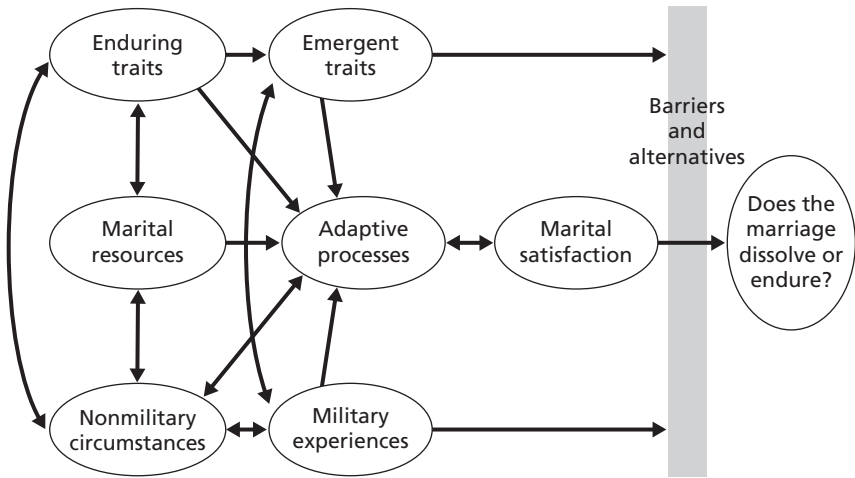 Enduring
traits
Emergent
traits
Barriers
and
alternatives
Marital
resources
Adaptive
processes
Marital
satisfaction
Does the
marriage
dissolve or
endure?
Nonmilitary
circumstances
Military
experiences